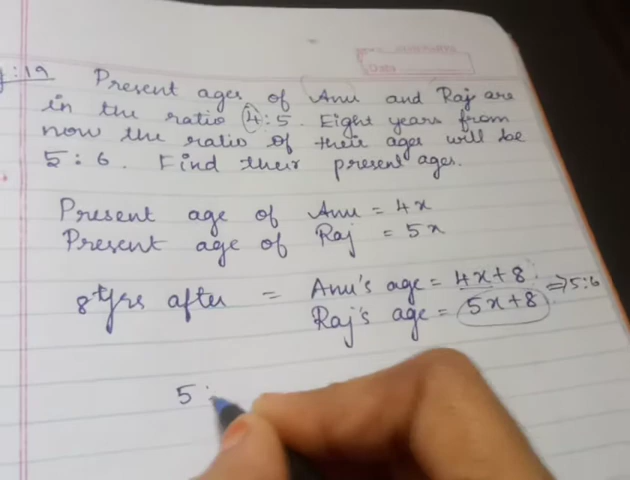 :19 Present ages of Anu and Raj are
in the ratio 4:5. Eight years from
now the ratio of their ages will be
5:6. Find their present ages.
Present age of Anu = 4x
Present age of Raj = 5x
8 yrs after = Anu's age = 4x+8 : ⇒ 5:6
Raj's age = 5x+8
5 :
Date